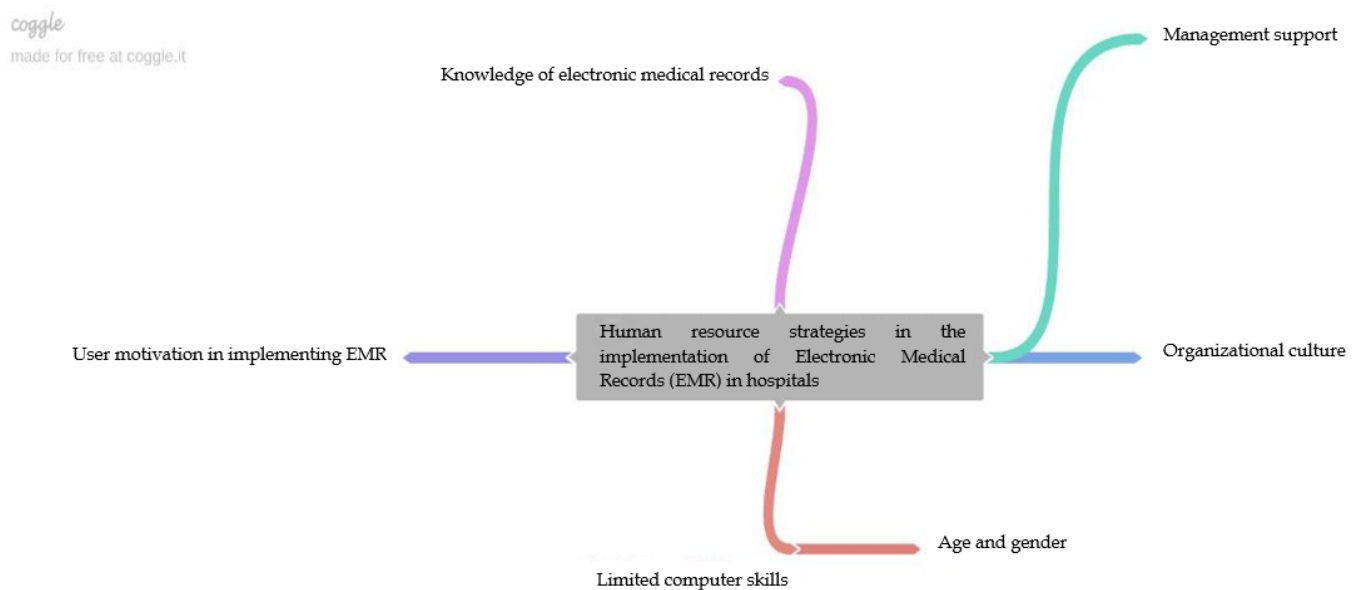 coggle
made for free at coggle.it
Management support
Knowledge of electronic medical records
Human resource strategies in the
implementation of Electronic Medical
Records (EMR) in hospitals
User motivation in implementing EMR
Organizational culture
Age and gender
Limited computer skills